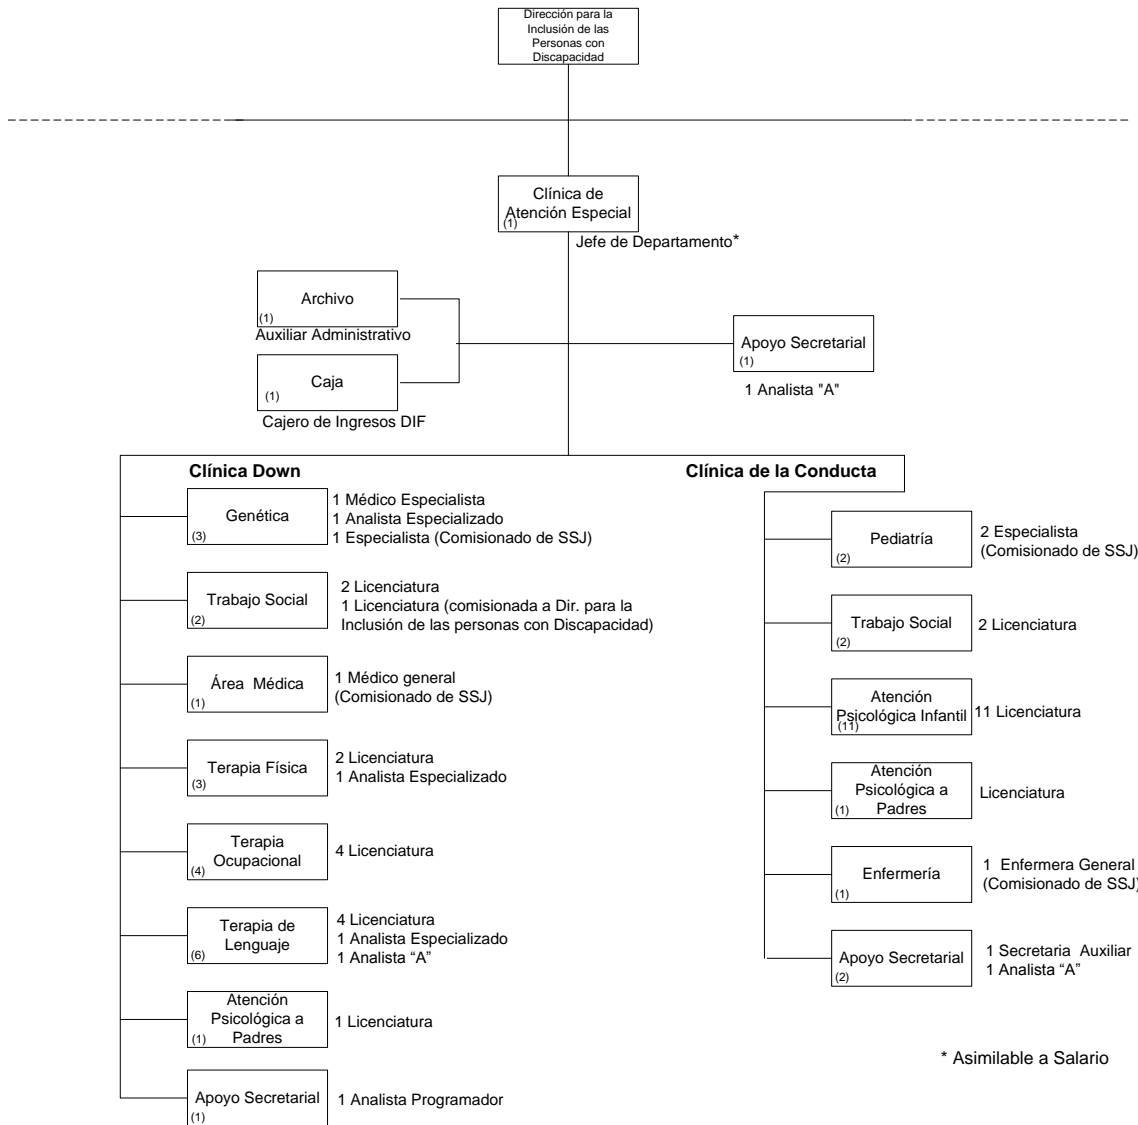 Dirección para la
Inclusión de las
Personas con
Discapacidad
Clínica de
Atención Especial
(1)
Jefe de Departamento*
Archivo
(1)
Auxiliar Administrativo
Caja
(1)
Cajero de Ingresos DIF
Apoyo Secretarial
(1)
1 Analista "A"
Clínica Down
Genética
(3)
1 Médico Especialista
1 Analista Especializado
1 Especialista (Comisionado de SSJ)
Trabajo Social
(2)
2 Licenciatura
1 Licenciatura (comisionada a Dir. para la
Inclusión de las personas con Discapacidad)
Área Médica
(1)
1 Médico general
(Comisionado de SSJ)
Terapia Física
(3)
2 Licenciatura
1 Analista Especializado
Terapia
Ocupacional
(4)
4 Licenciatura
Terapia de
Lenguaje
(6)
4 Licenciatura
1 Analista Especializado
1 Analista “A”
Atención
Psicológica a
Padres
(1)
1 Licenciatura
Apoyo Secretarial
(1)
1 Analista Programador
Clínica de la Conducta
Pediatría
(2)
2 Especialista
(Comisionado de SSJ)
Trabajo Social
(2)
2 Licenciatura
Atención
Psicológica Infantil
(11)
11 Licenciatura
Atención
Psicológica a
Padres
(1)
Licenciatura
Enfermería
(1)
1 Enfermera General
(Comisionado de SSJ)
Apoyo Secretarial
(2)
1 Secretaria Auxiliar
1 Analista “A”
* Asimilable a Salario